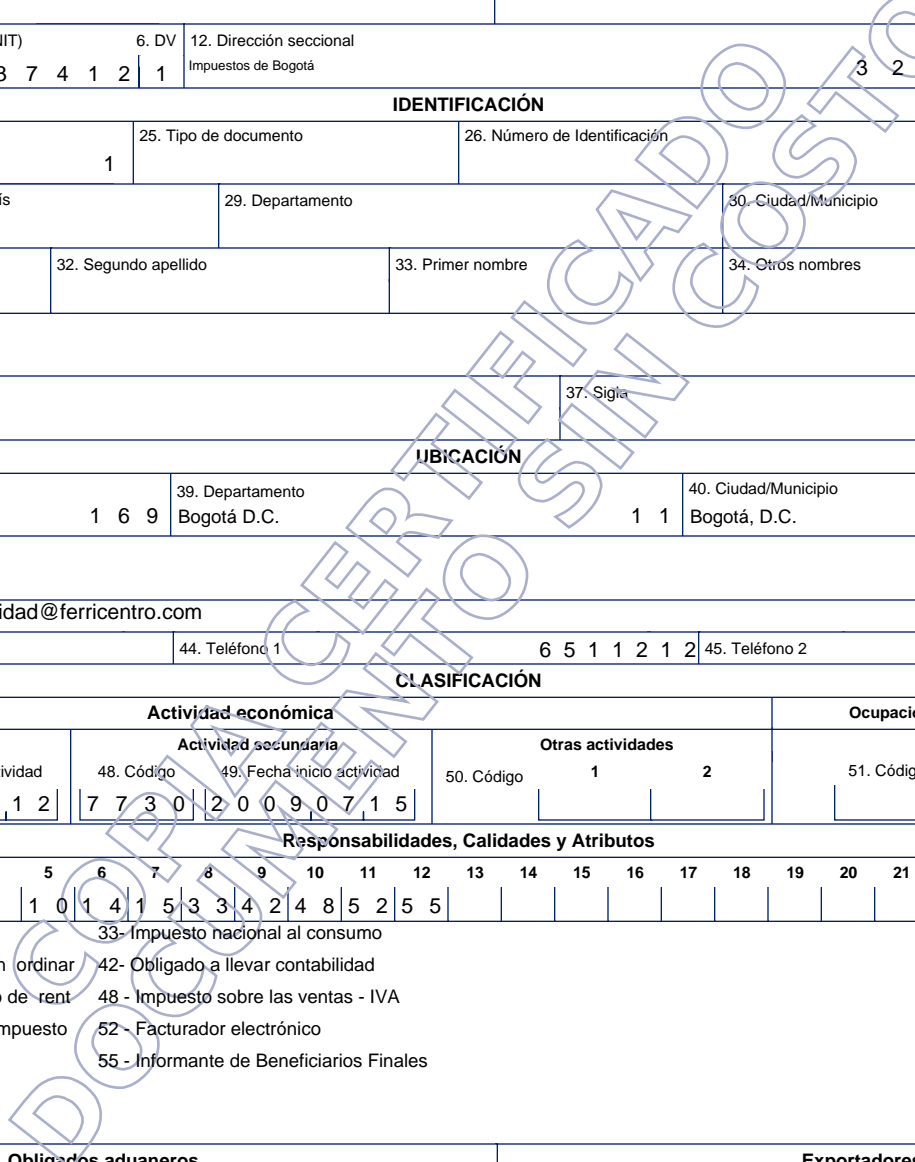 NIT) 6. DV 12. Dirección seccional
8 7 4 1 2 1 Impuestos de Bogotá 3 2
IDENTIFICACIÓN
25. Tipo de documento 26. Número de Identificación
1
ís 29. Departamento 30. Ciudad/Municipio
32. Segundo apellido 33. Primer nombre 34. Otros nombres
37. Sigla
UBICACIÓN
39. Departamento 40. Ciudad/Municipio
1 6 9 Bogotá D.C. 1 1 Bogotá, D.C.
idad@ferricentro.com
44. Teléfono 1 6 5 1 1 2 1 2 45. Teléfono 2
CLASIFICACIÓN
Actividad económica Ocupació
Actividad secundaria Otras actividades
tividad 48. Código 49. Fecha inicio actividad 50. Código 1 2 51. Códig
1 2 7 7 3 0 2 0 0 9 0 7 1 5
Responsabilidades, Calidades y Atributos
5 6 7 8 9 10 11 12 13 14 15 16 17 18 19 20 21
1 0 1 4 1 5 3 3 4 2 4 8 5 2 5 5
33- Impuesto nacional al consumo
n ordinar 42- Obligado a llevar contabilidad
o de rent 48 - Impuesto sobre las ventas - IVA
mpuesto 52 - Facturador electrónico
55 - Informante de Beneficiarios Finales
Obligados aduaneros Exportadores
COPIA CERTIFICADO
DOCUMENTO SIN COSTO